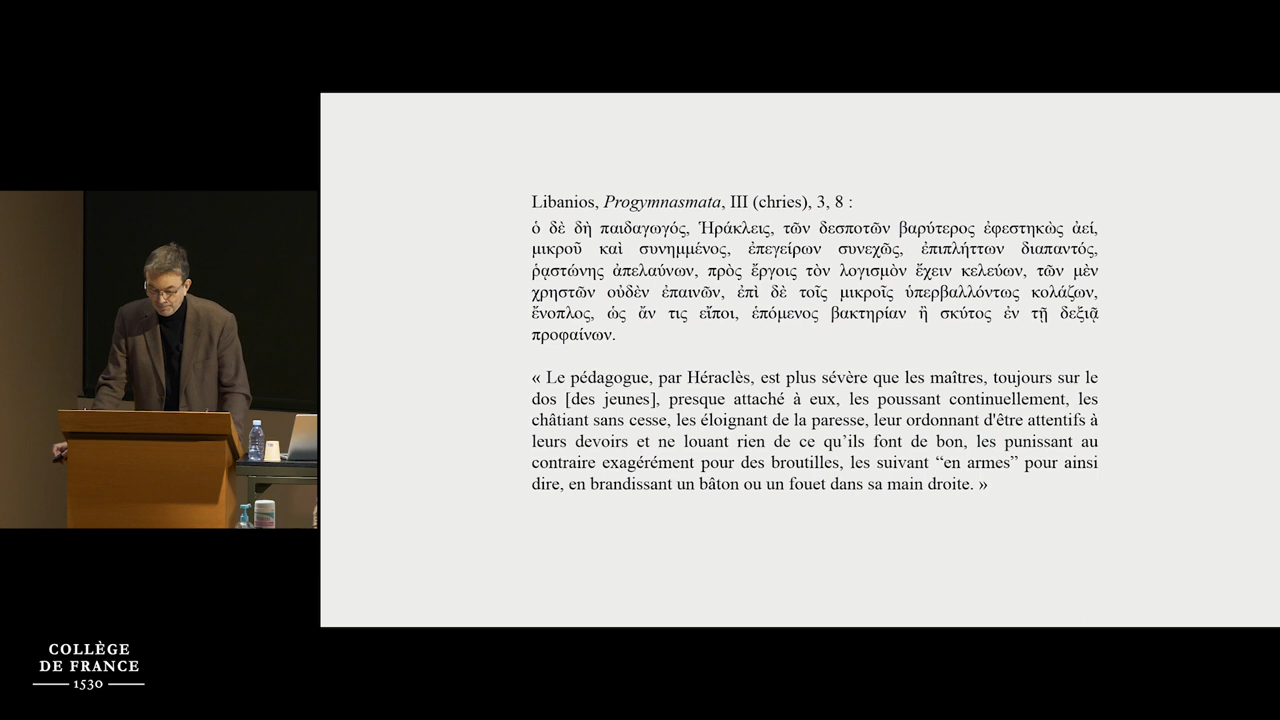 Libanios, Progymnasmata, III (chries), 3, 8 :
ὁ δὲ δὴ παιδαγωγός, Ἡράκλεις, τῶν δεσποτῶν βαρύτερος ἐφεστηκὼς ἀεί,
μικροῦ καὶ συνημμένος, ἐπεγείρων συνεχῶς, ἐπιπλήττων διαπαντός,
ῥᾳστώνης ἀπελαύνων, πρὸς ἔργοις τὸν λογισμὸν ἔχειν κελεύων, τῶν μὲν
χρηστῶν οὐδὲν ἐπαινῶν, ἐπὶ δὲ τοῖς μικροῖς ὑπερβαλλόντως κολάζων,
ἔνοπλος, ὡς ἄν τις εἴποι, ἑπόμενος βακτηρίαν ἢ σκύτος ἐν τῇ δεξιᾷ
προφαίνων.
« Le pédagogue, par Héraclès, est plus sévère que les maîtres, toujours sur le
dos [des jeunes], presque attaché à eux, les poussant continuellement, les
châtiant sans cesse, les éloignant de la paresse, leur ordonnant d'être attentifs à
leurs devoirs et ne louant rien de ce qu’ils font de bon, les punissant au
contraire exagérément pour des broutilles, les suivant “en armes” pour ainsi
dire, en brandissant un bâton ou un fouet dans sa main droite. »
COLLÈGE
DE FRANCE
1530